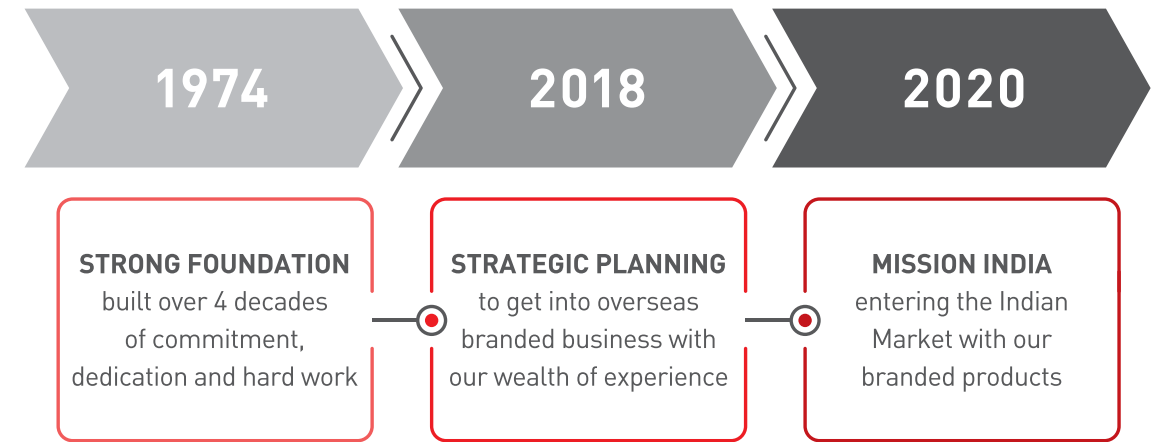 1974
2018
2020
STRONG FOUNDATION
built over 4 decades
of commitment,
dedication and hard work
STRATEGIC PLANNING
to get into overseas
branded business with
our wealth of experience
MISSION INDIA
entering the Indian
Market with our
branded products